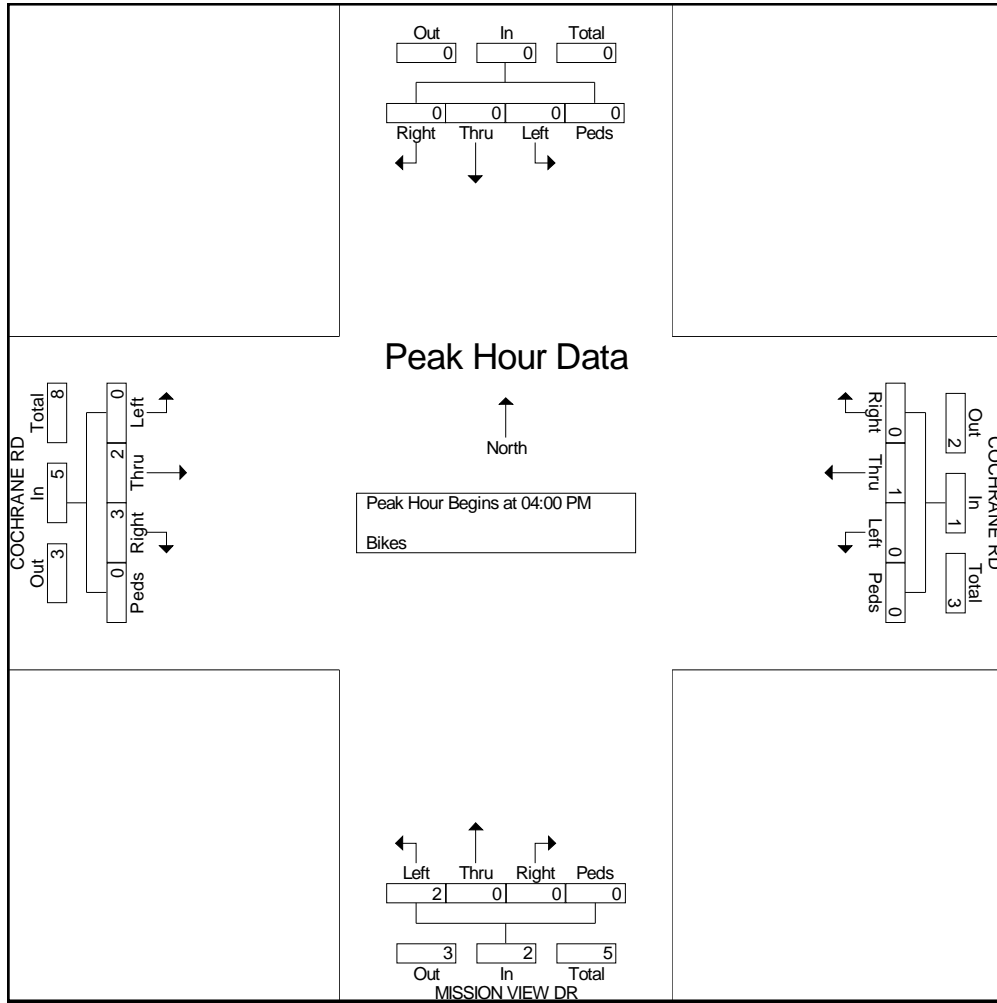 Out In Total
0 0 0
0 0 0 0
Right Thru Left Peds
Peak Hour Data
North
Peak Hour Begins at 04:00 PM
Bikes
COCHRANE RD
Total In Out
8 5 3
0 2 3 0
Left Thru Right Peds
Right Thru Left Peds
0 1 0 0
Out In Total
2 1 3
COCHRANE RD
Left Thru Right Peds
2 0 0 0
3 2 5
Out In Total
MISSION VIEW DR